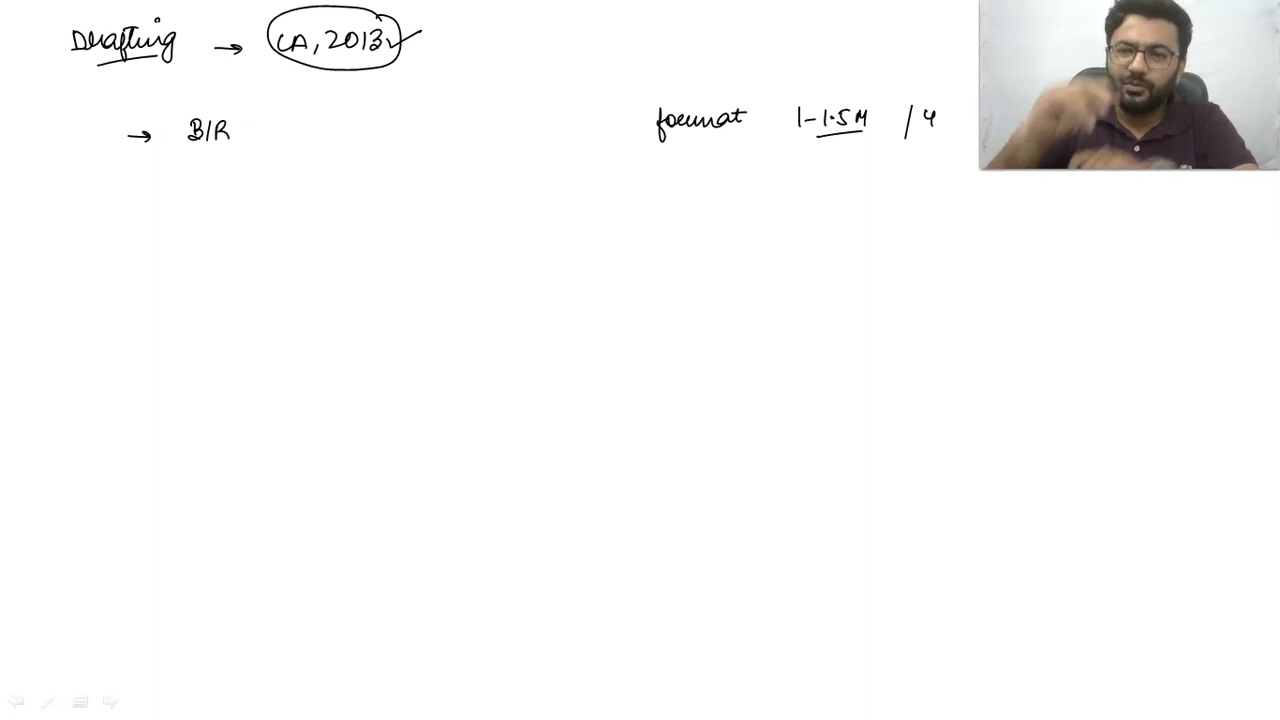 Drafting → CA, 2013 ✓
→ B/R format 1-1.5M / 4